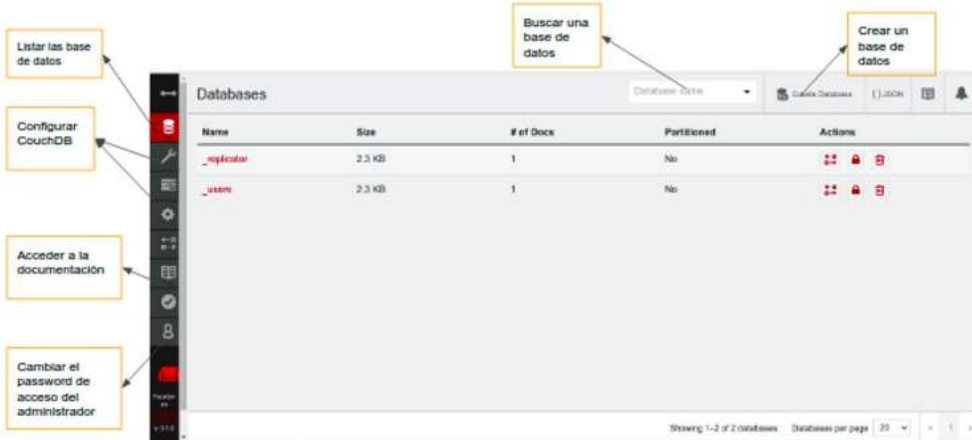 Buscar una
base de
datos
Crear un
base de
datos
Listar las base
de datos
Databases
Database name
Create Database
{ } JSON
Configurar
CouchDB
Name Size # of Docs Partitioned Actions
_replicator 2.3 KB 1 No
_users 2.3 KB 1 No
Acceder a la
documentación
Cambiar el
password de
acceso del
administrador
Showing 1–2 of 2 databases
Databases per page 20
1